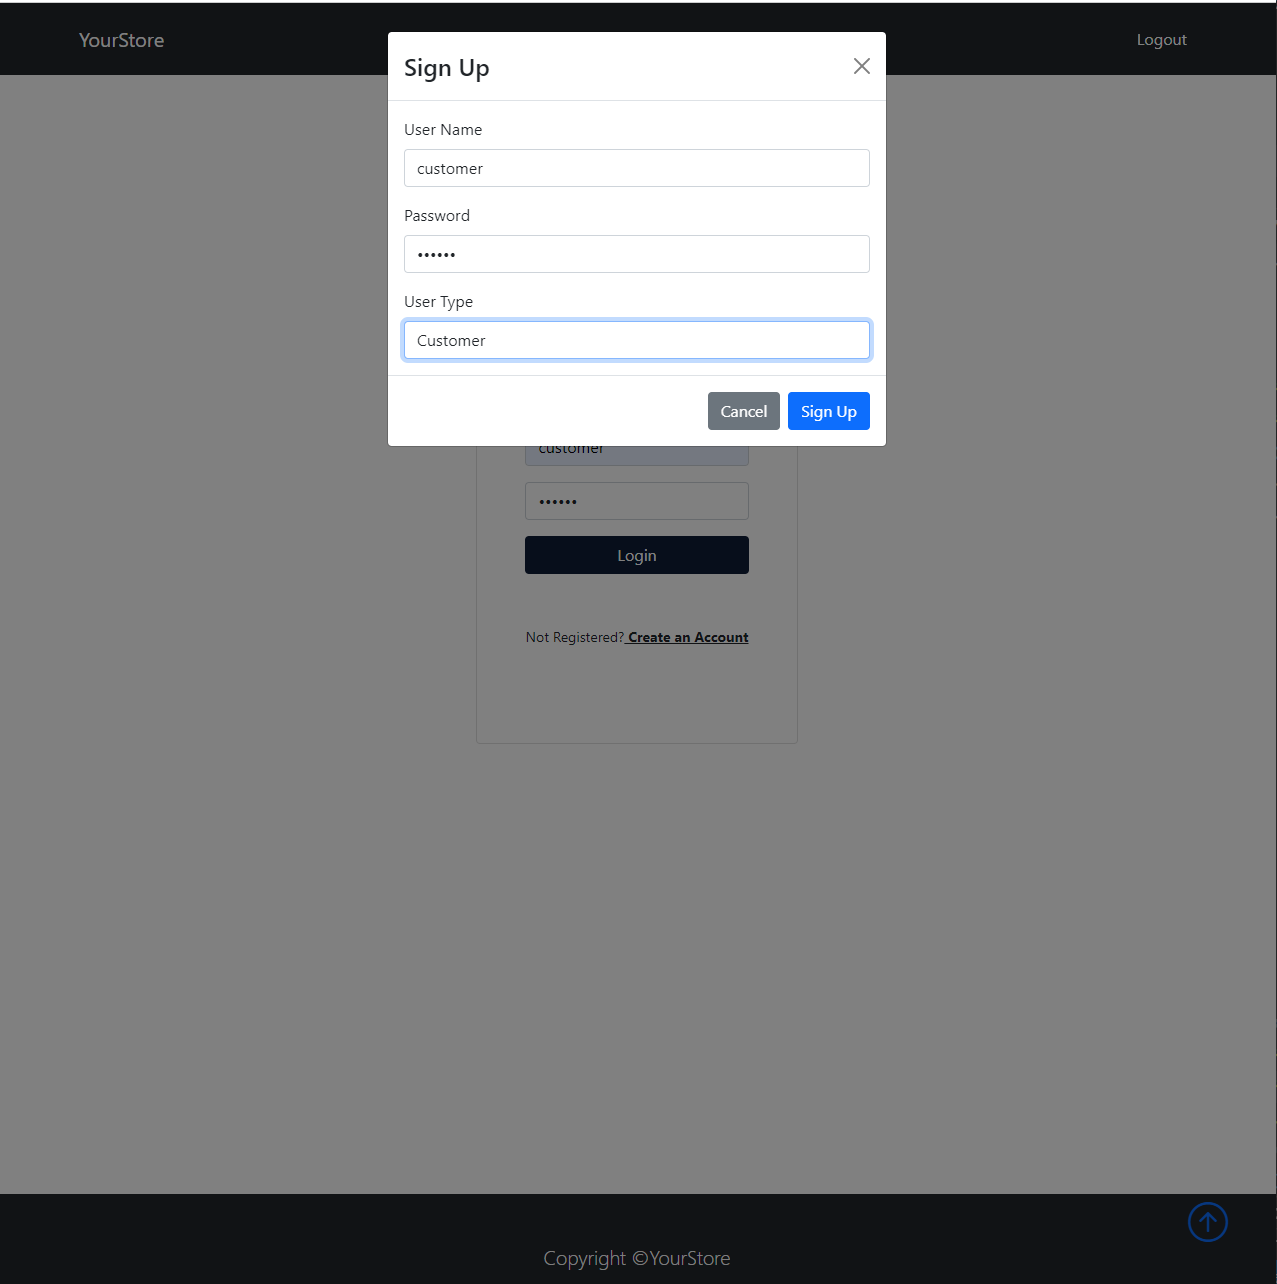 YourStore
Logout
Sign Up
User Name
customer
Password
••••••
User Type
Customer
Cancel
Sign Up
customer
••••••
Login
Not Registered? Create an Account
Copyright ©YourStore